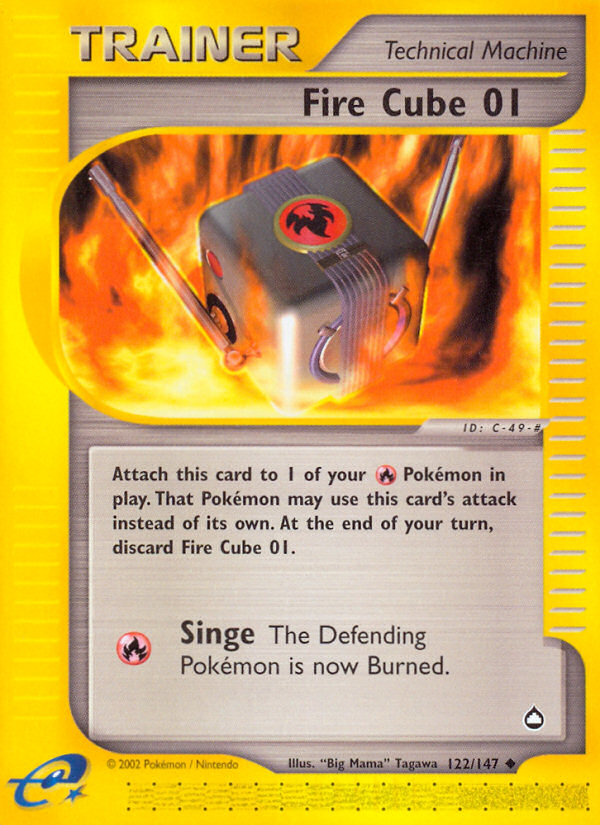 TRAINER
Technical Machine
Fire Cube 01
ID: C-49-#
Attach this card to 1 of your Pokémon in
play. That Pokémon may use this card's attack
instead of its own. At the end of your turn,
discard Fire Cube 01.
Singe The Defending
Pokémon is now Burned.
© 2002 Pokémon / Nintendo
Illus. "Big Mama" Tagawa 122/147
e